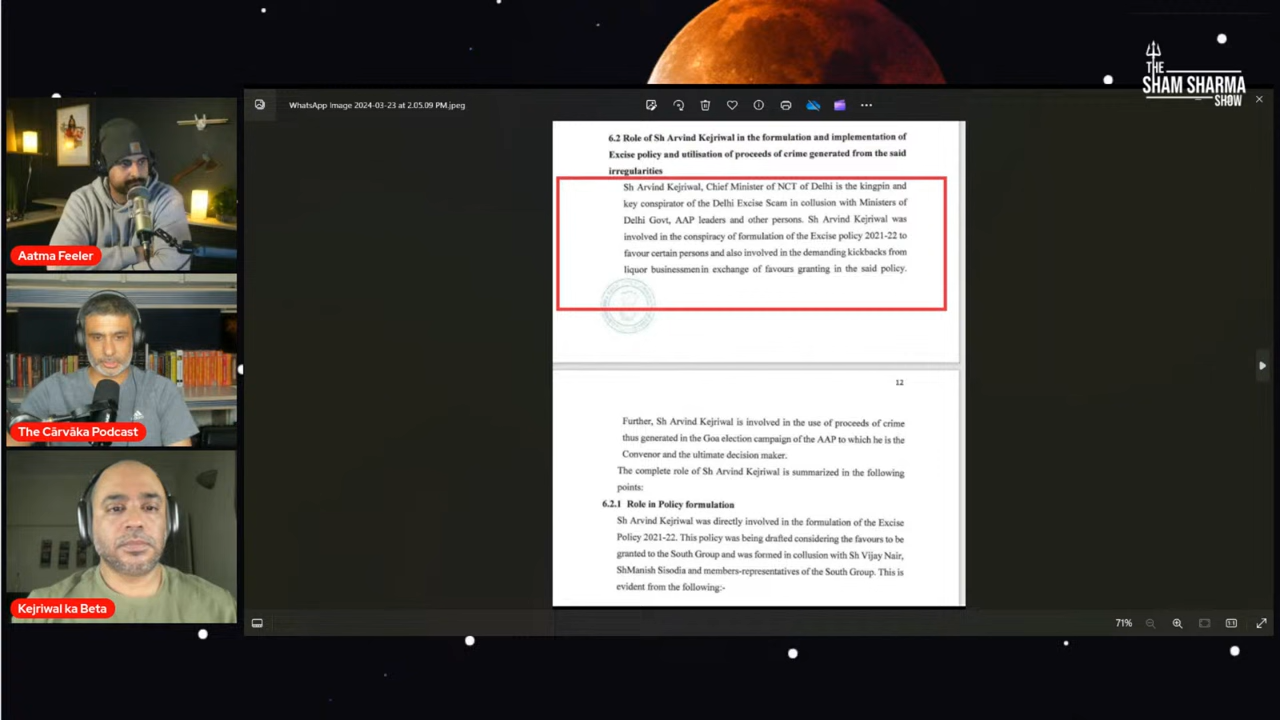 THE
SHAM SHARMA
SHOW
WhatsApp Image 2024-03-23 at 2.05.09 PM.jpeg
6.2 Role of Sh Arvind Kejriwal in the formulation and implementation of
Excise policy and utilisation of proceeds of crime generated from the said
irregularities
Sh Arvind Kejriwal, Chief Minister of NCT of Delhi is the kingpin and
key conspirator of the Delhi Excise Scam in collusion with Ministers of
Delhi Govt, AAP leaders and other persons. Sh Arvind Kejriwal was
involved in the conspiracy of formulation of the Excise policy 2021-22 to
favour certain persons and also involved in the demanding kickbacks from
liquor businessmen in exchange of favours granting in the said policy.
12
Further, Sh Arvind Kejriwal is involved in the use of proceeds of crime
thus generated in the Goa election campaign of the AAP to which he is the
Convenor and the ultimate decision maker.
The complete role of Sh Arvind Kejriwal is summarized in the following
points:
6.2.1 Role in Policy formulation
Sh Arvind Kejriwal was directly involved in the formulation of the Excise
Policy 2021-22. This policy was being drafted considering the favours to be
granted to the South Group and was formed in collusion with Sh Vijay Nair,
ShManish Sisodia and members-representatives of the South Group. This is
evident from the following:-
Aatma Feeler
The Cārvāka Podcast
Kejriwal ka Beta
71%